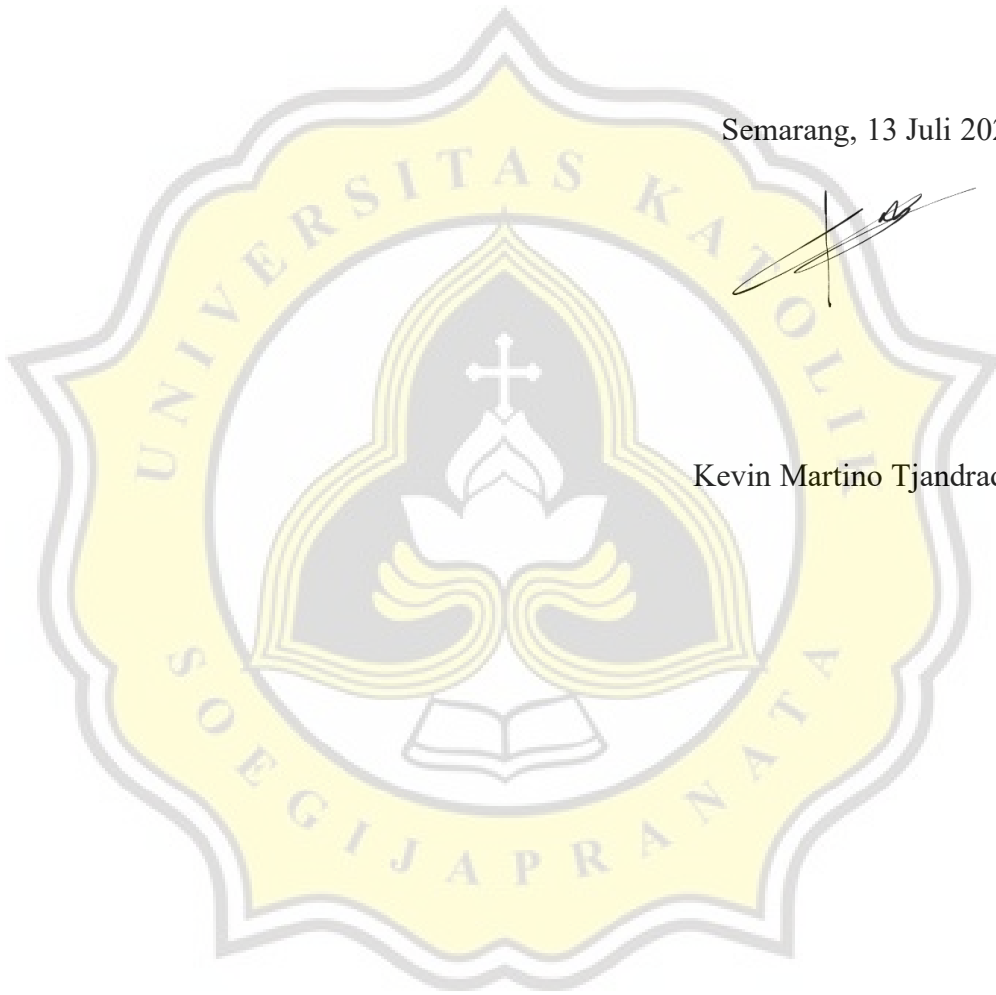 Semarang, 13 Juli 202
UNIVERSITAS KATOLIK
Kevin Martino Tjandrad
SOEGIJAPRANATA